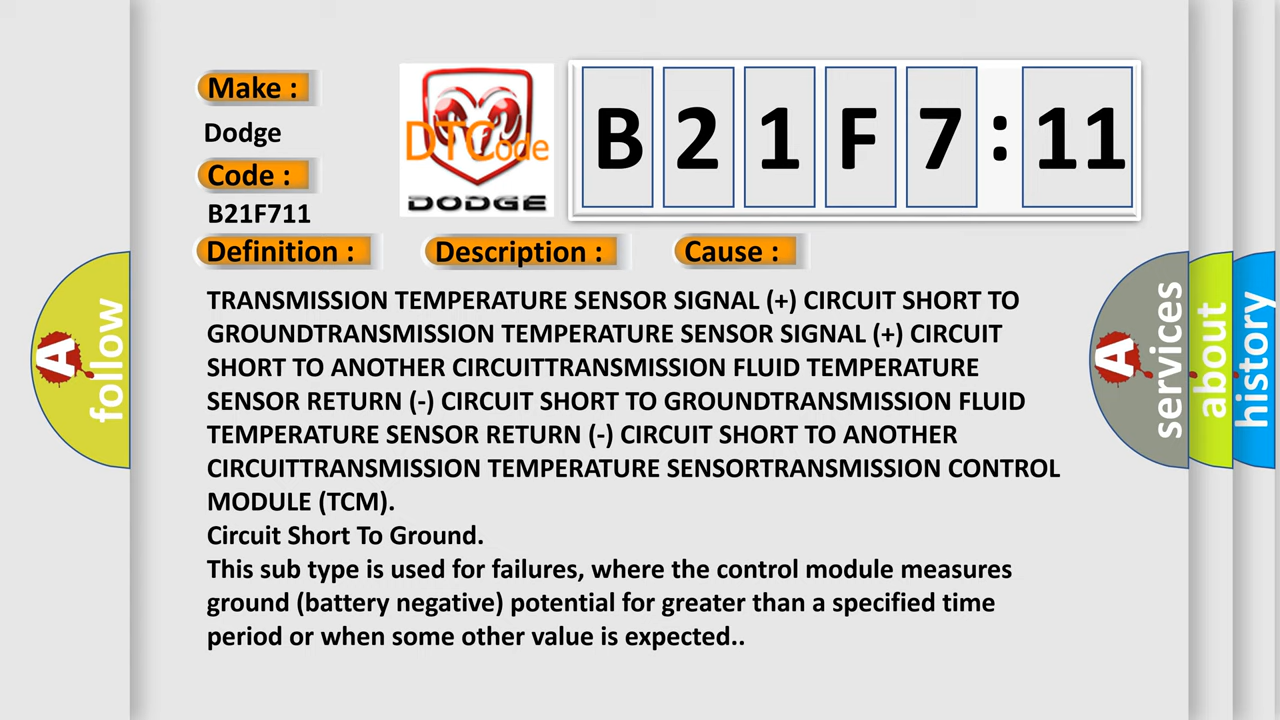 Make :
Dodge
Code :
B21F711
DTCode
DODGE
B21F7:11
Definition :
Description :
Cause :
TRANSMISSION TEMPERATURE SENSOR SIGNAL (+) CIRCUIT SHORT TO
GROUNDTRANSMISSION TEMPERATURE SENSOR SIGNAL (+) CIRCUIT
SHORT TO ANOTHER CIRCUITTRANSMISSION FLUID TEMPERATURE
SENSOR RETURN (-) CIRCUIT SHORT TO GROUNDTRANSMISSION FLUID
TEMPERATURE SENSOR RETURN (-) CIRCUIT SHORT TO ANOTHER
CIRCUITTRANSMISSION TEMPERATURE SENSORTRANSMISSION CONTROL
MODULE (TCM).
Circuit Short To Ground.
This sub type is used for failures, where the control module measures
ground (battery negative) potential for greater than a specified time
period or when some other value is expected..
A
follow
A
services
about
history